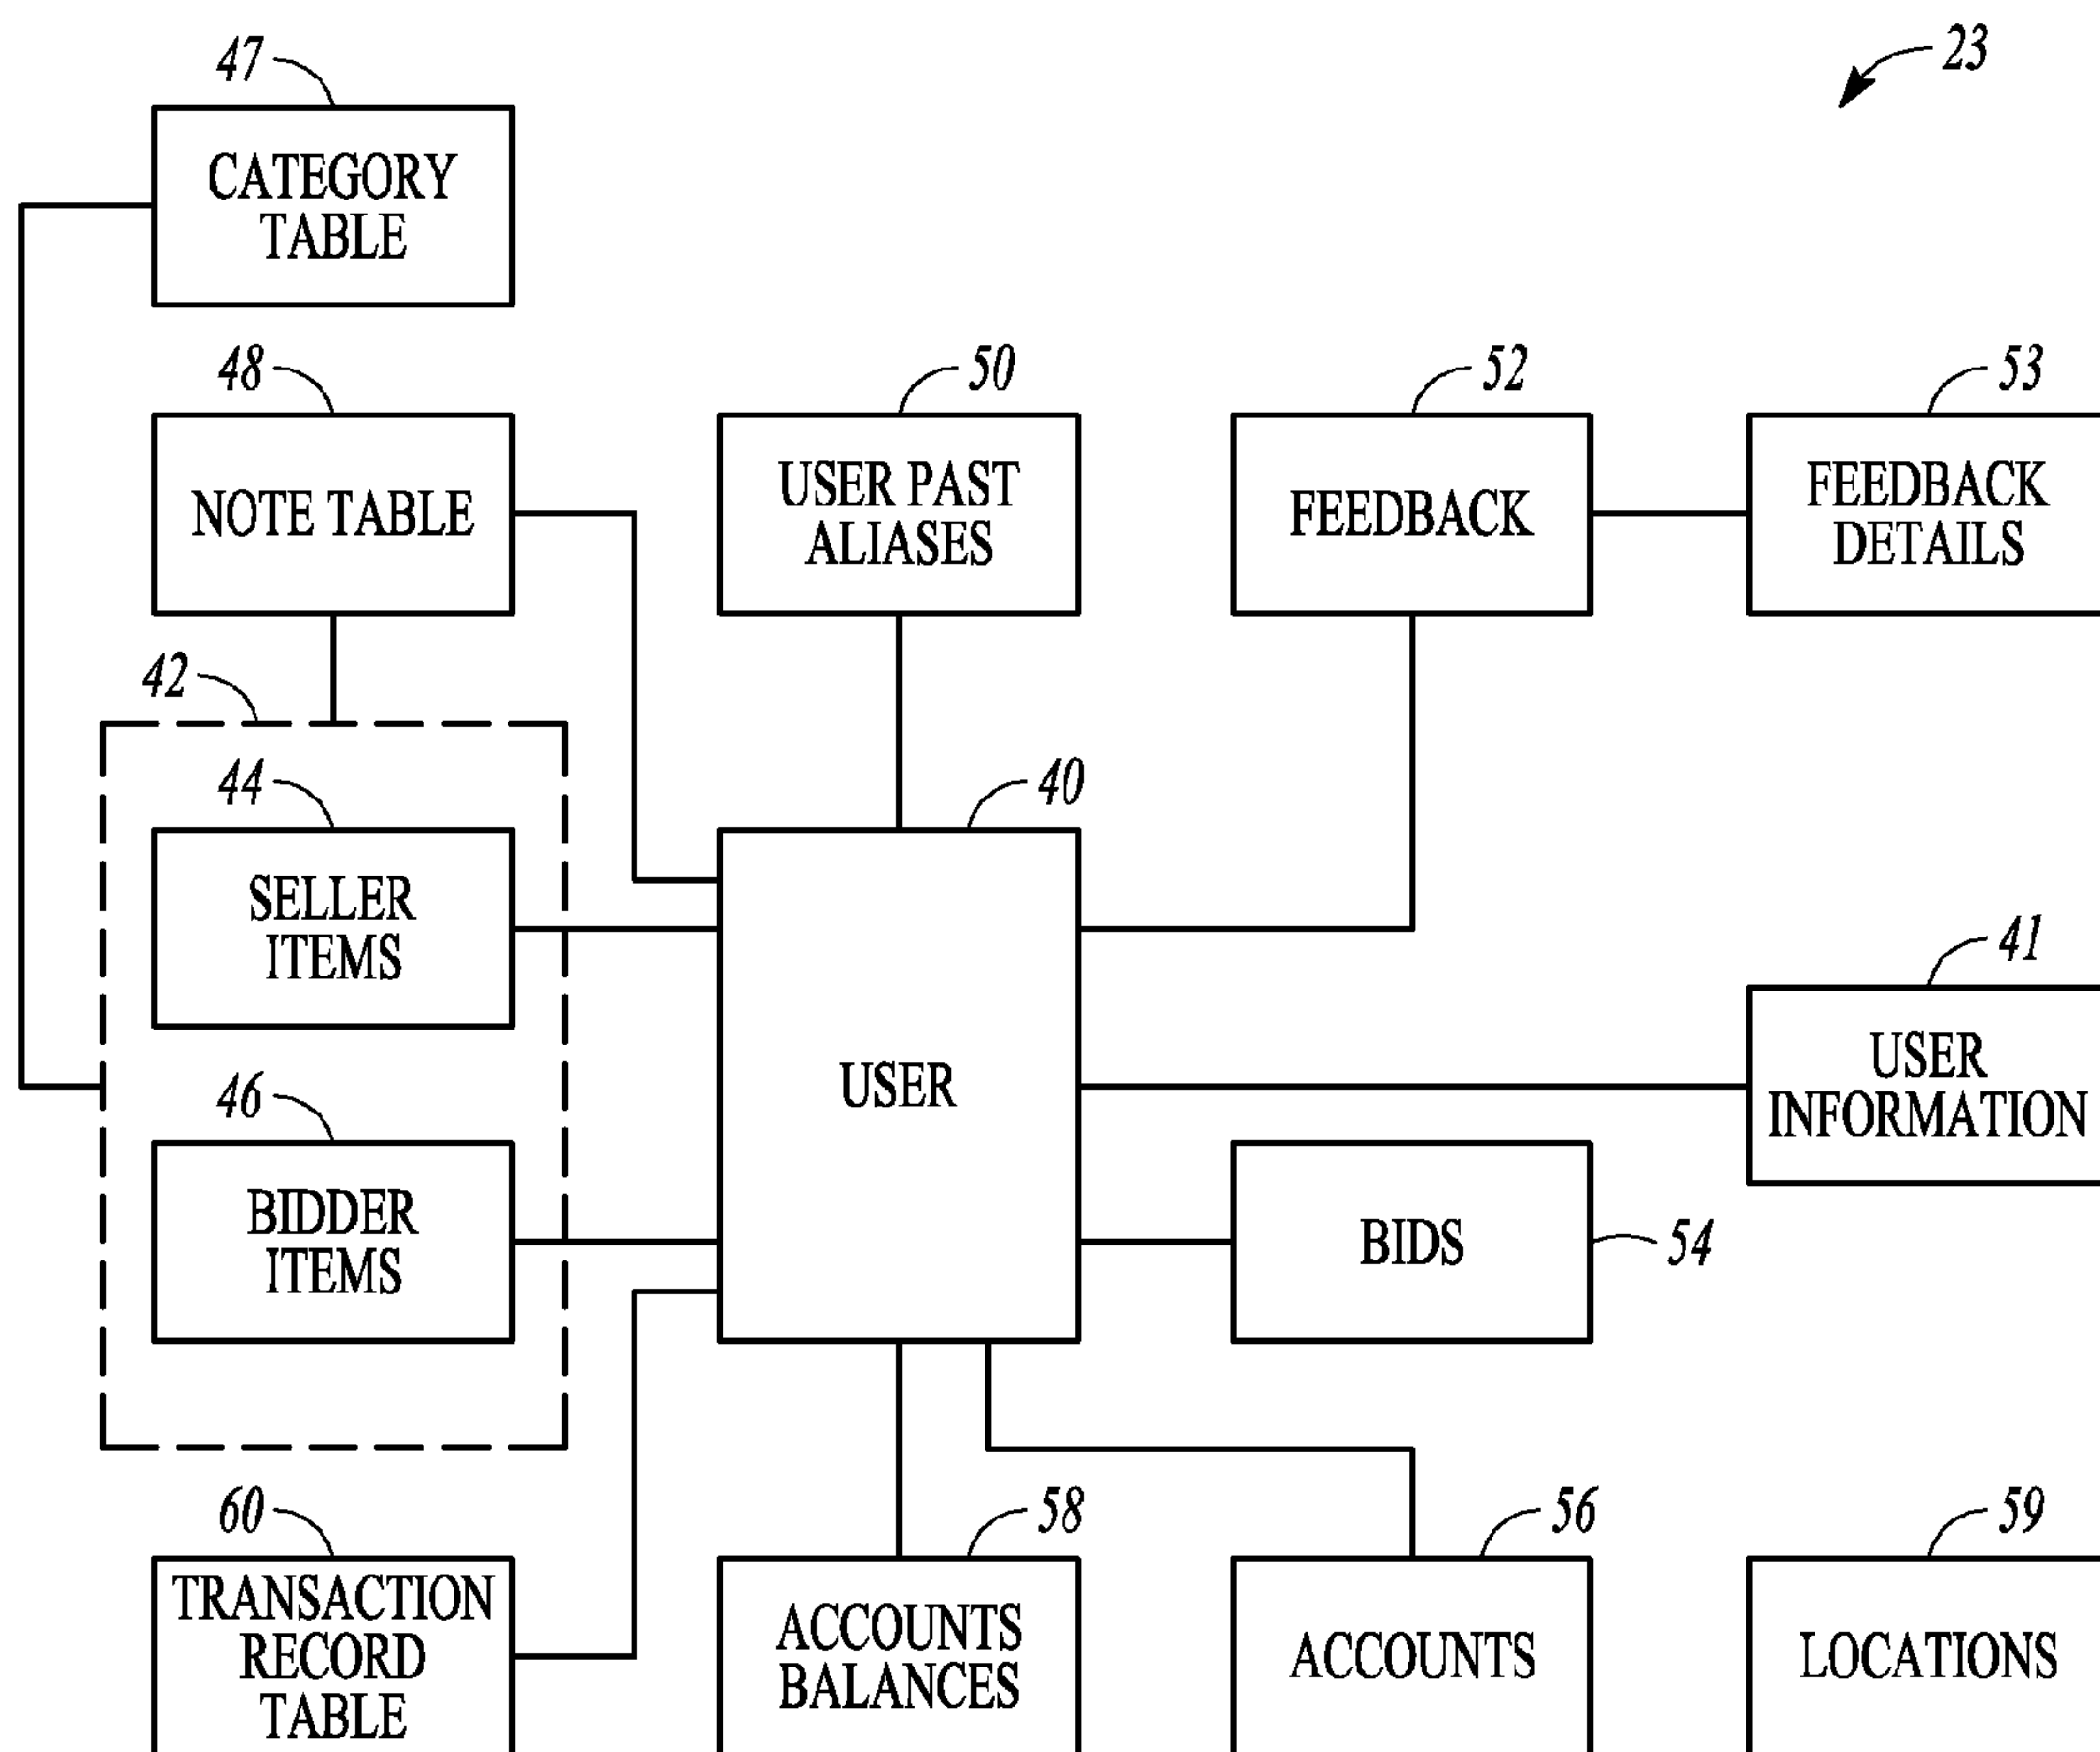 23
47
CATEGORY
TABLE
48
NOTE TABLE
50
USER PAST
ALIASES
52
FEEDBACK
53
FEEDBACK
DETAILS
42
44
SELLER
ITEMS
40
USER
41
USER
INFORMATION
46
BIDDER
ITEMS
BIDS
54
60
TRANSACTION
RECORD
TABLE
58
ACCOUNTS
BALANCES
56
ACCOUNTS
59
LOCATIONS